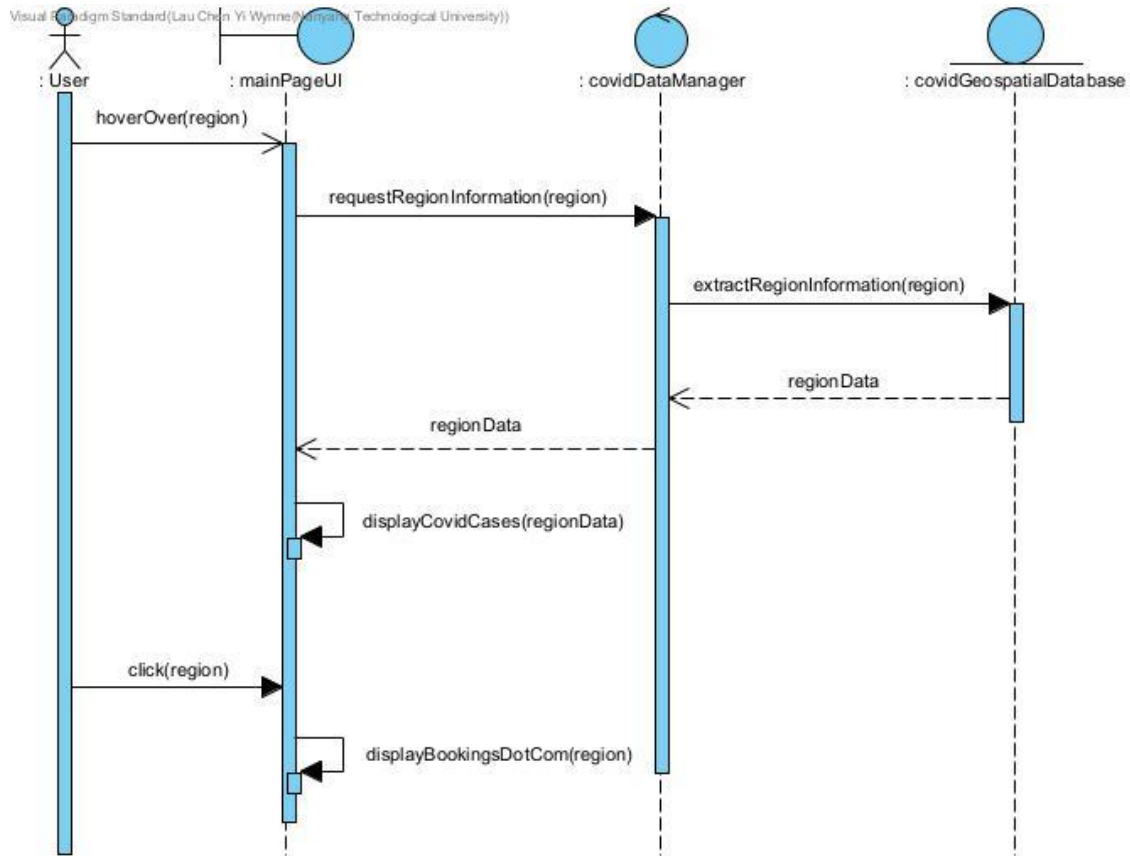 Visual Paradigm Standard(Lau Chen Yi Wynne(Nanyang Technological University))
: User
: mainPageUI
: covidDataManager
: covidGeospatialDatabase
hoverOver(region)
requestRegionInformation(region)
extractRegionInformation(region)
regionData
regionData
displayCovidCases(regionData)
click(region)
displayBookingsDotCom(region)